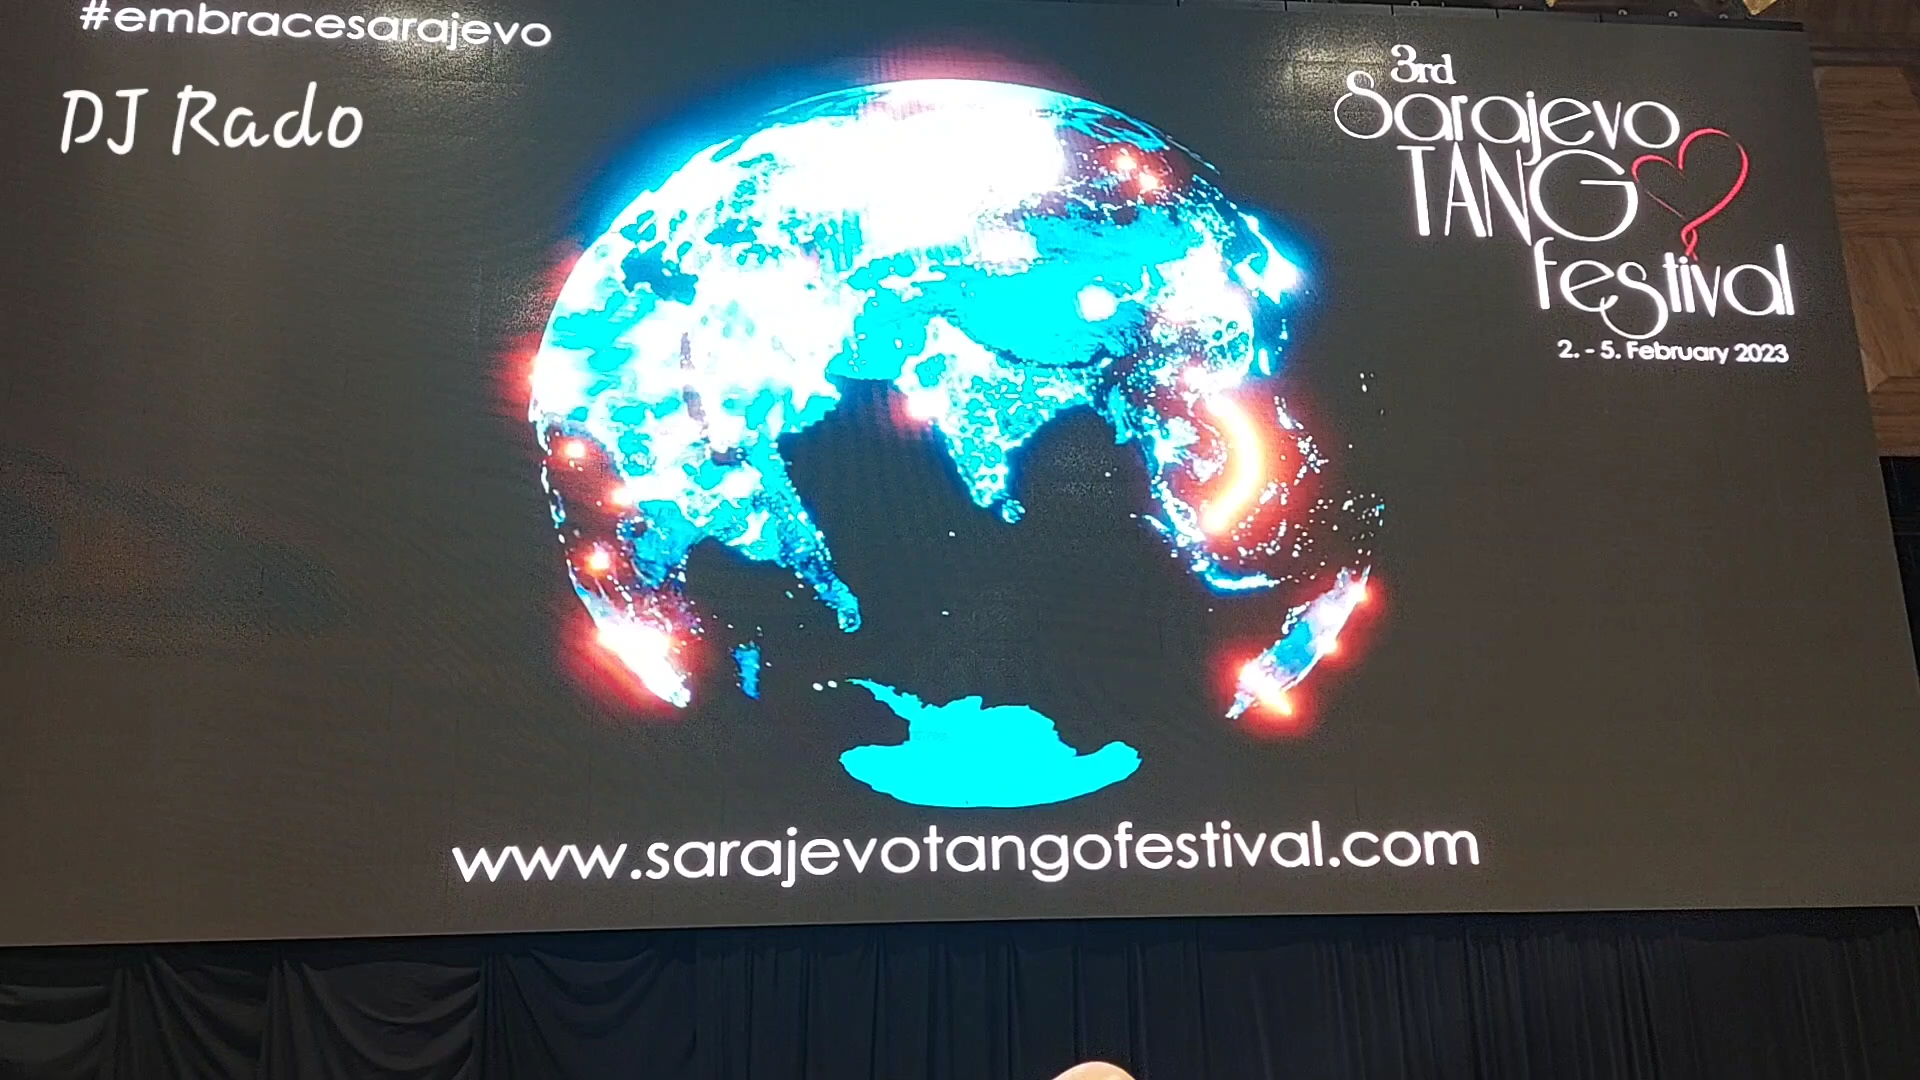 #embracesarajevo
DJ Rado
3rd
Sarajevo
TANGO
festival
2. - 5. February 2023
www.sarajevotangofestival.com